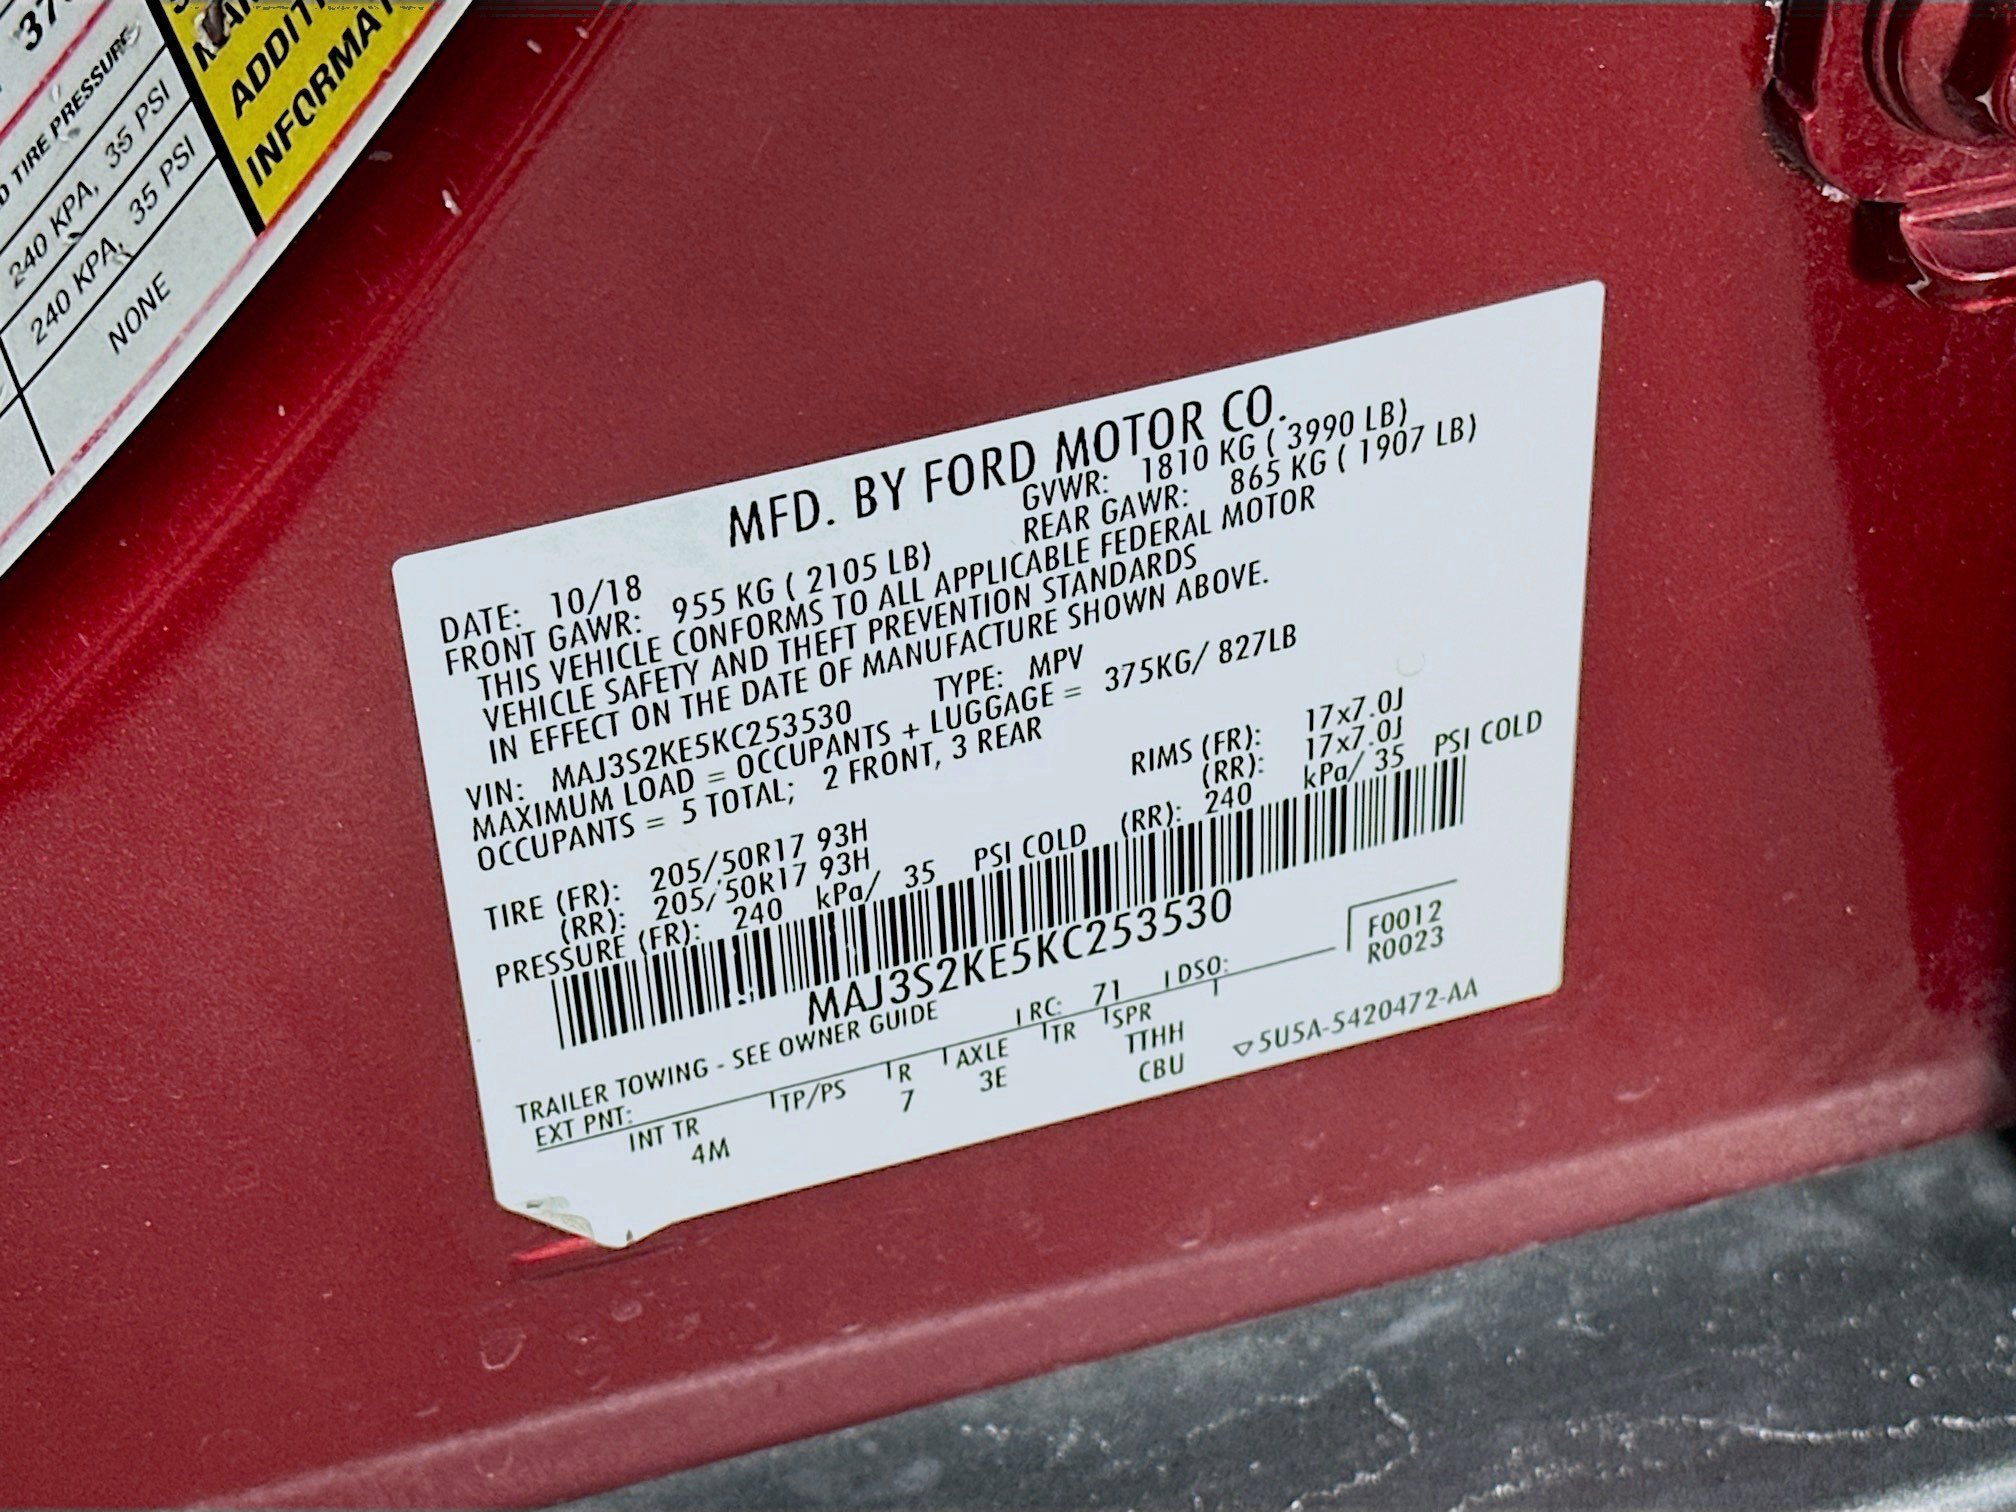 TIRE PRESSURE
240 KPA, 35 PSI
240 KPA, 35 PSI
NONE
INFORMAT
MFD. BY FORD MOTOR CO.
DATE: 10/18 GVWR: 1810 KG ( 3990 LB)
FRONT GAWR: 955 KG ( 2105 LB) REAR GAWR: 865 KG ( 1907 LB)
THIS VEHICLE CONFORMS TO ALL APPLICABLE FEDERAL MOTOR
VEHICLE SAFETY AND THEFT PREVENTION STANDARDS
IN EFFECT ON THE DATE OF MANUFACTURE SHOWN ABOVE.
VIN: MAJ3S2KE5KC253530 TYPE: MPV
MAXIMUM LOAD = OCCUPANTS + LUGGAGE = 375KG/ 827LB
OCCUPANTS = 5 TOTAL; 2 FRONT, 3 REAR
TIRE (FR): 205/50R17 93H RIMS (FR): 17x7.0J
(RR): 205/50R17 93H (RR): 17x7.0J
PRESSURE (FR): 240 kPa/ 35 PSI COLD (RR): 240 kPa/ 35 PSI COLD
MAJ3S2KE5KC253530
F0012
R0023
TRAILER TOWING - SEE OWNER GUIDE
EXT PNT: RC: 71 DSO:
INT TR TP/PS R AXLE TR SPR
4M 7 3E TTHH
CBU
▽5U5A-5420472-AA